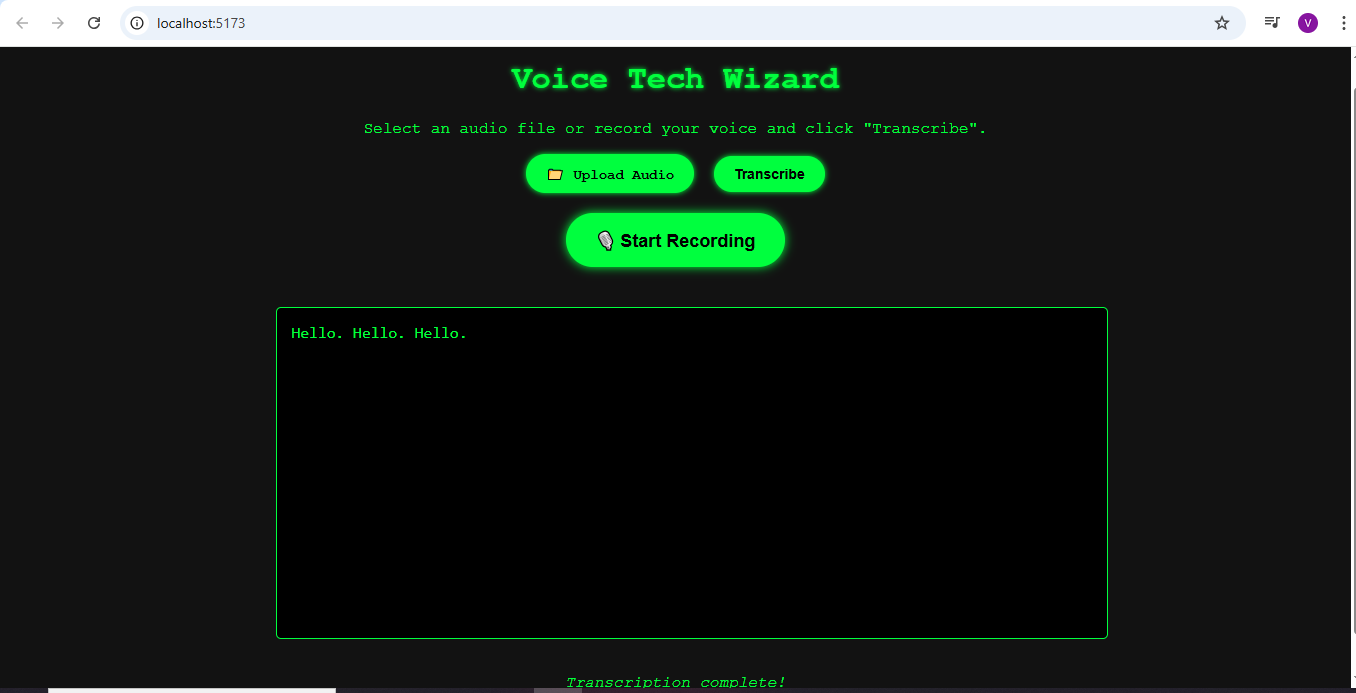 localhost:5173
V
Voice Tech Wizard
Select an audio file or record your voice and click "Transcribe".
Upload Audio
Transcribe
Start Recording
Hello. Hello. Hello.
Transcription complete!